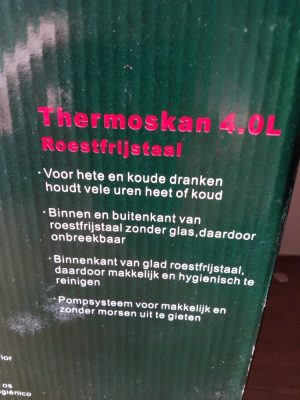 Thermoskan 4.0L
Roestfrijstaal
·Voor hete en koude dranken
houdt vele uren heet of koud
·Binnen en buitenkant van
roestfrijstaal zonder glas,daardoor
onbreekbaar
·Binnenkant van glad roestfrijstaal,
daardoor makkelijk en hygienisch te
reinigen
·Pompsysteem voor makkelijk en
zonder morsen uit te gieten
ior
os